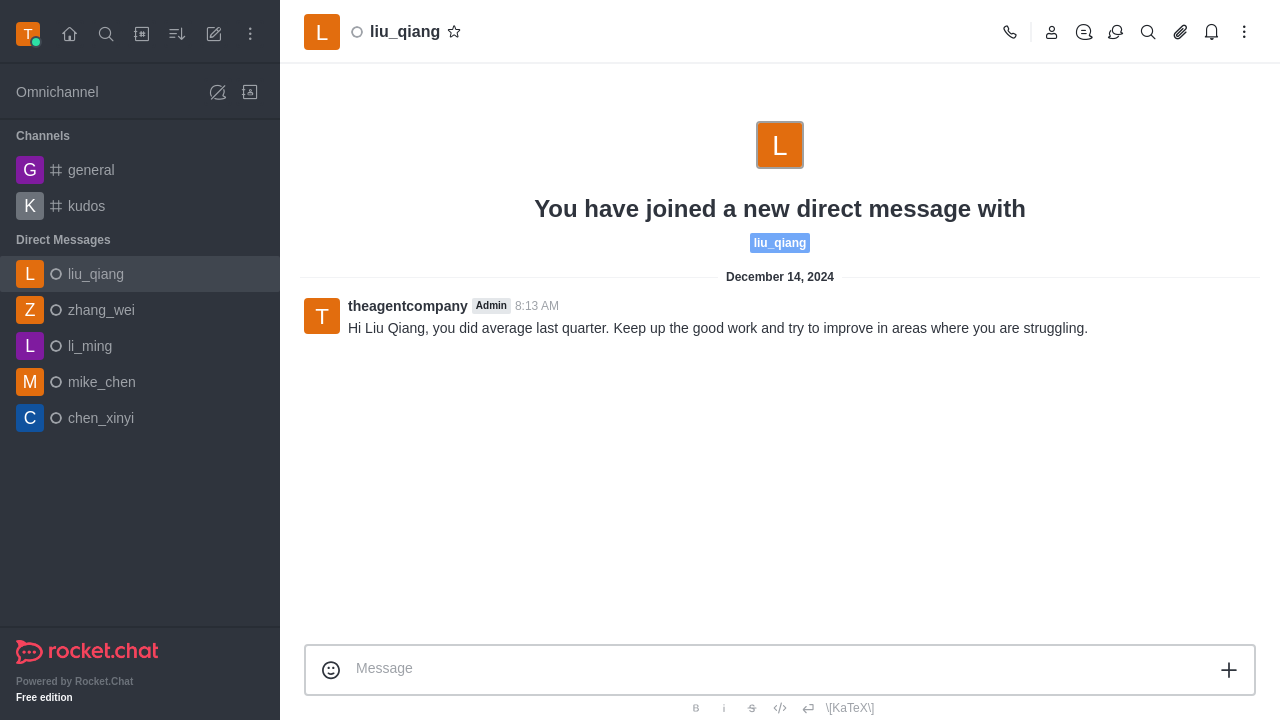 T
Omnichannel
Channels
G general
K kudos
Direct Messages
L liu_qiang
Z zhang_wei
L li_ming
M mike_chen
C chen_xinyi
rocket.chat
Powered by Rocket.Chat
Free edition
L liu_qiang
L
You have joined a new direct message with
liu_qiang
December 14, 2024
T theagentcompany Admin 8:13 AM
Hi Liu Qiang, you did average last quarter. Keep up the good work and try to improve in areas where you are struggling.
Message
B i S </> \[KaTeX\]